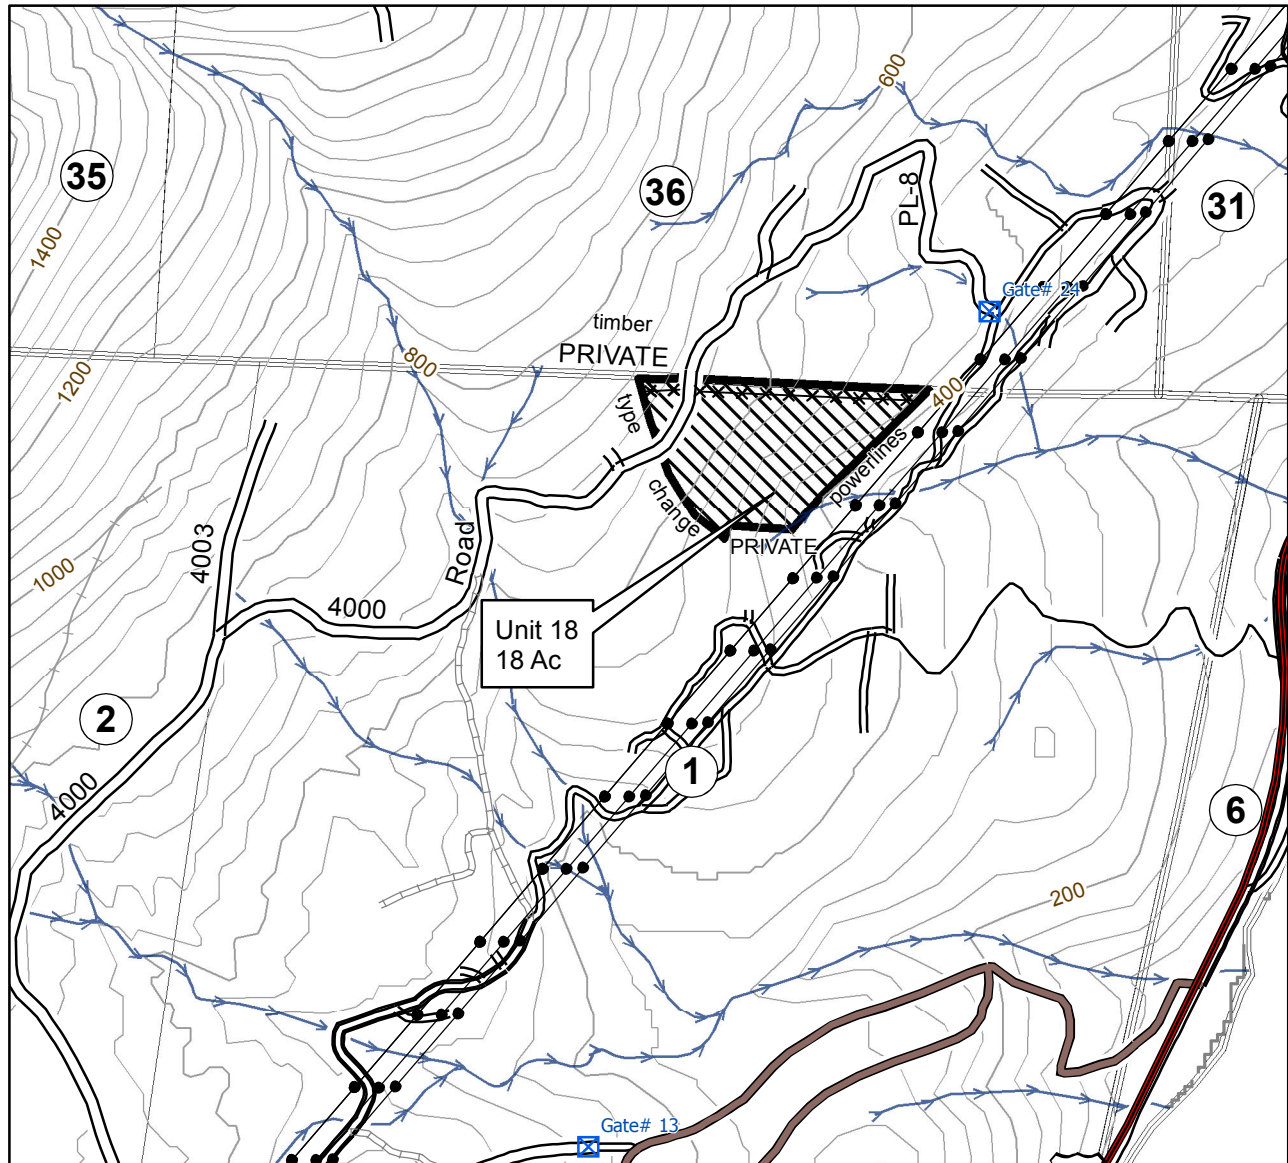 600
35
36
PL-8
31
1400
Gate# 24
timber
PRIVATE
800
1200
400
type
powerlines
change
4003
Road
PRIVATE
1000
4000
Unit 18
18 Ac
2
1
4000
6
200
Gate# 13